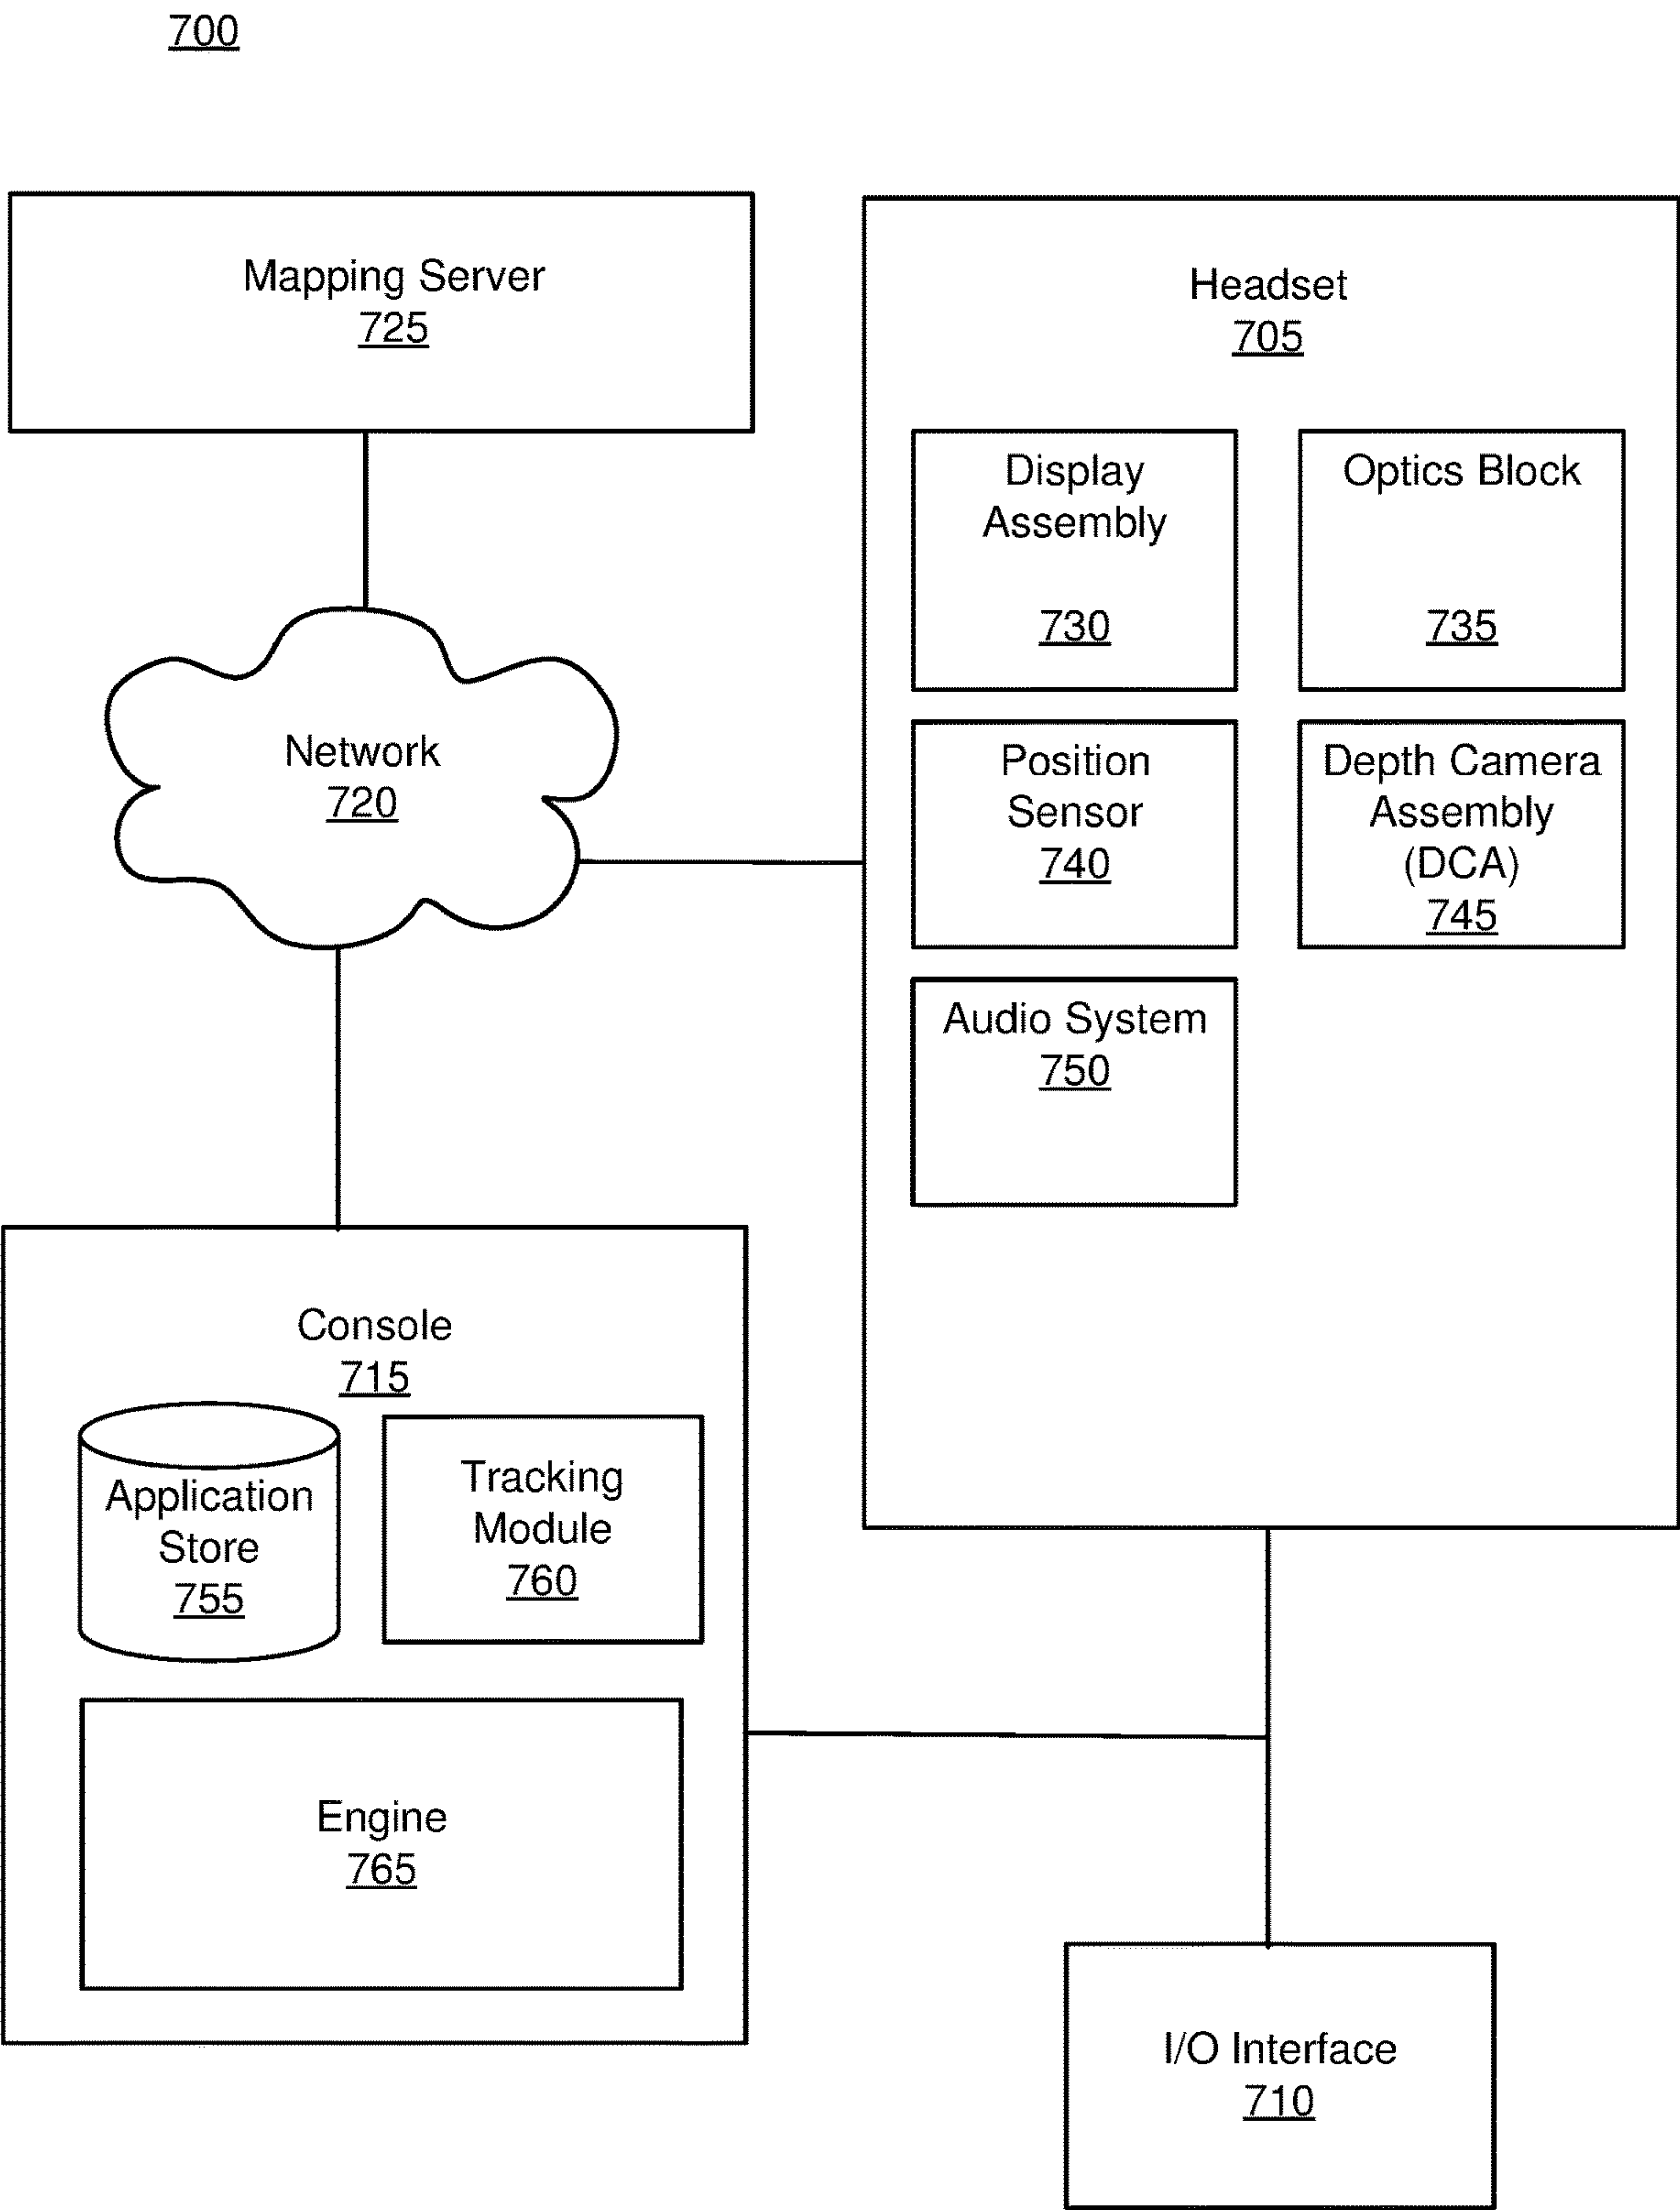 700
Mapping Server
725
Headset
705
Display
Assembly
730
Optics Block
735
Position
Sensor
740
Depth Camera
Assembly
(DCA)
745
Audio System
750
Network
720
Console
715
Application
Store
755
Tracking
Module
760
Engine
765
I/O Interface
710